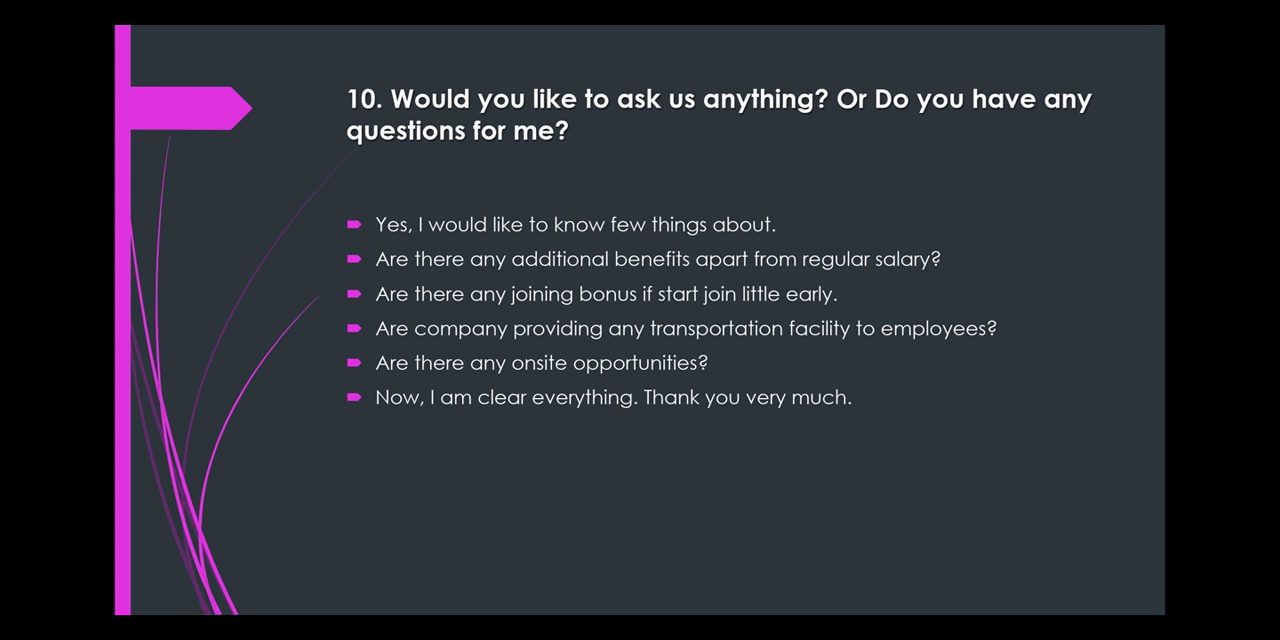 10. Would you like to ask us anything? Or Do you have any
questions for me?
Yes, I would like to know few things about.
Are there any additional benefits apart from regular salary?
Are there any joining bonus if start join little early.
Are company providing any transportation facility to employees?
Are there any onsite opportunities?
Now, I am clear everything. Thank you very much.